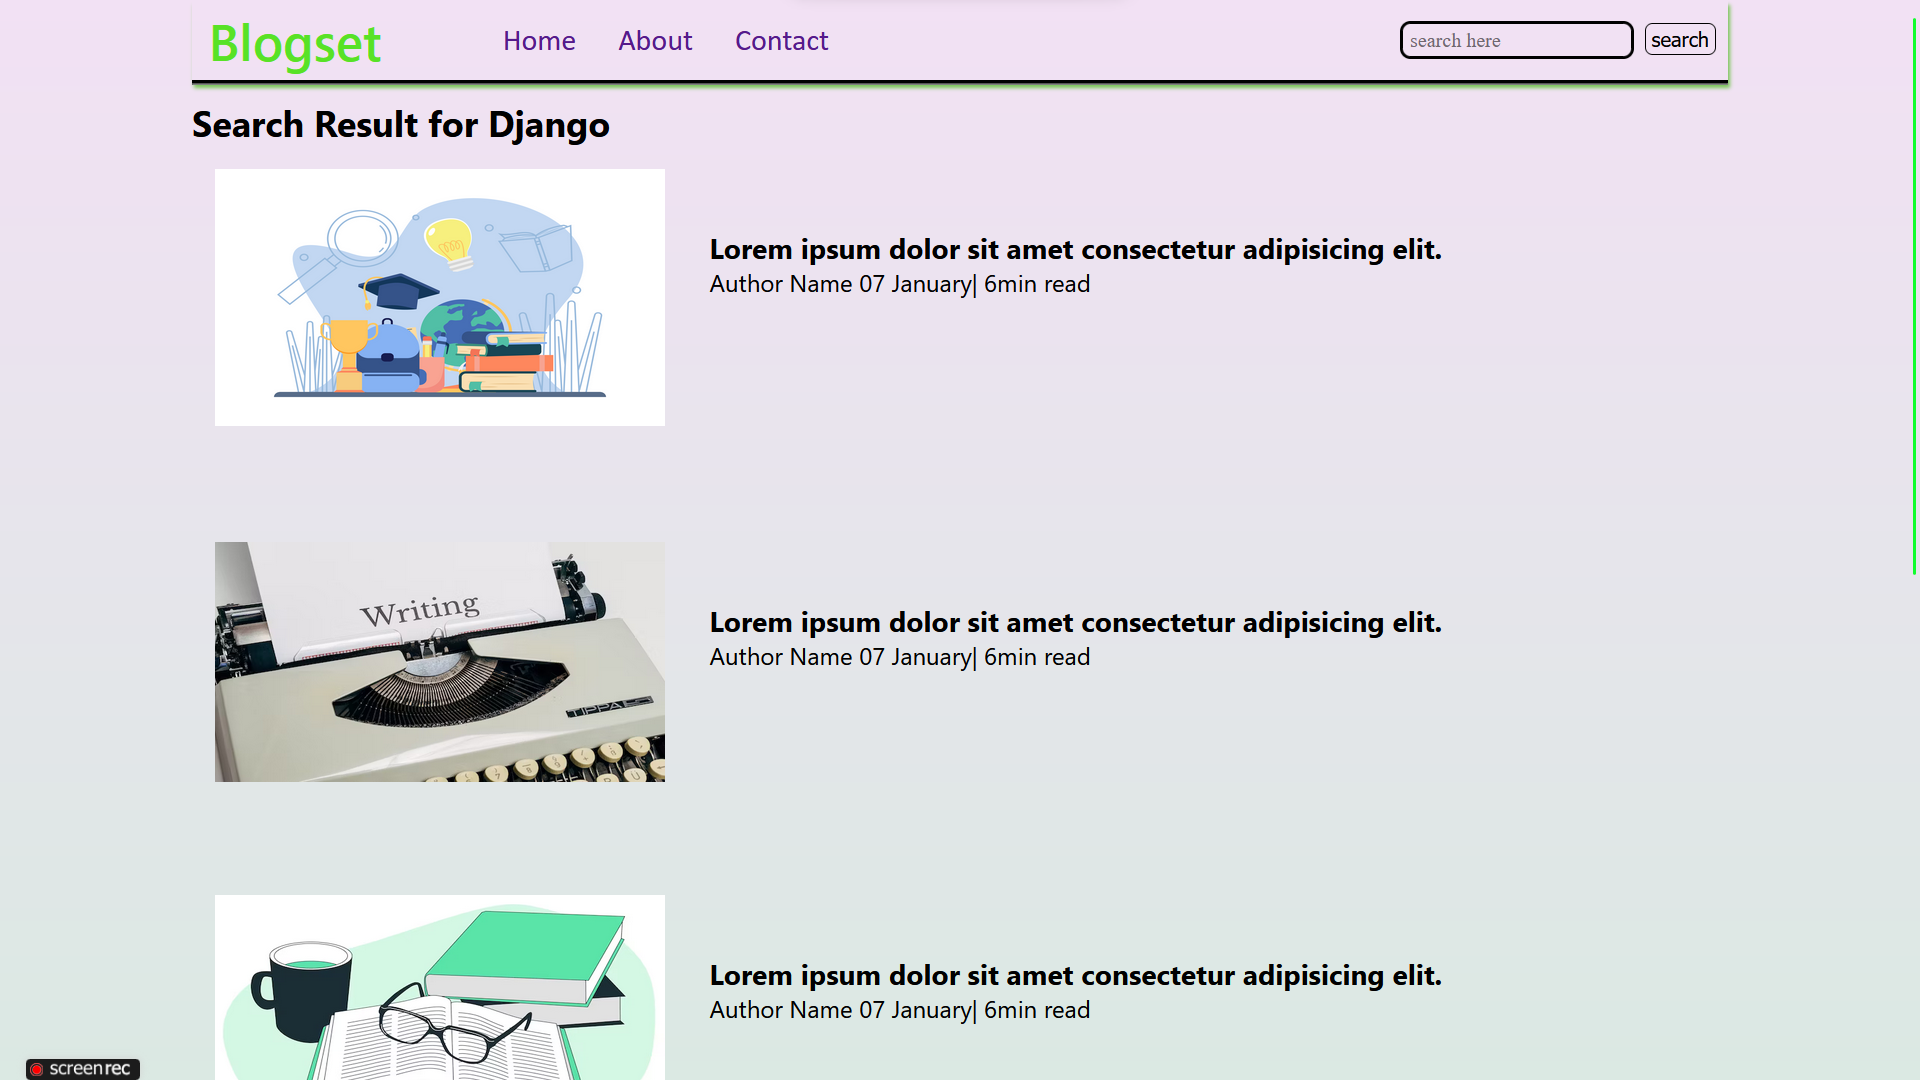 Blogset
Home About Contact
search here
search
Search Result for Django
Lorem ipsum dolor sit amet consectetur adipisicing elit.
Author Name 07 January| 6min read
Writing
TIPPA S
Lorem ipsum dolor sit amet consectetur adipisicing elit.
Author Name 07 January| 6min read
Lorem ipsum dolor sit amet consectetur adipisicing elit.
Author Name 07 January| 6min read
screenrec